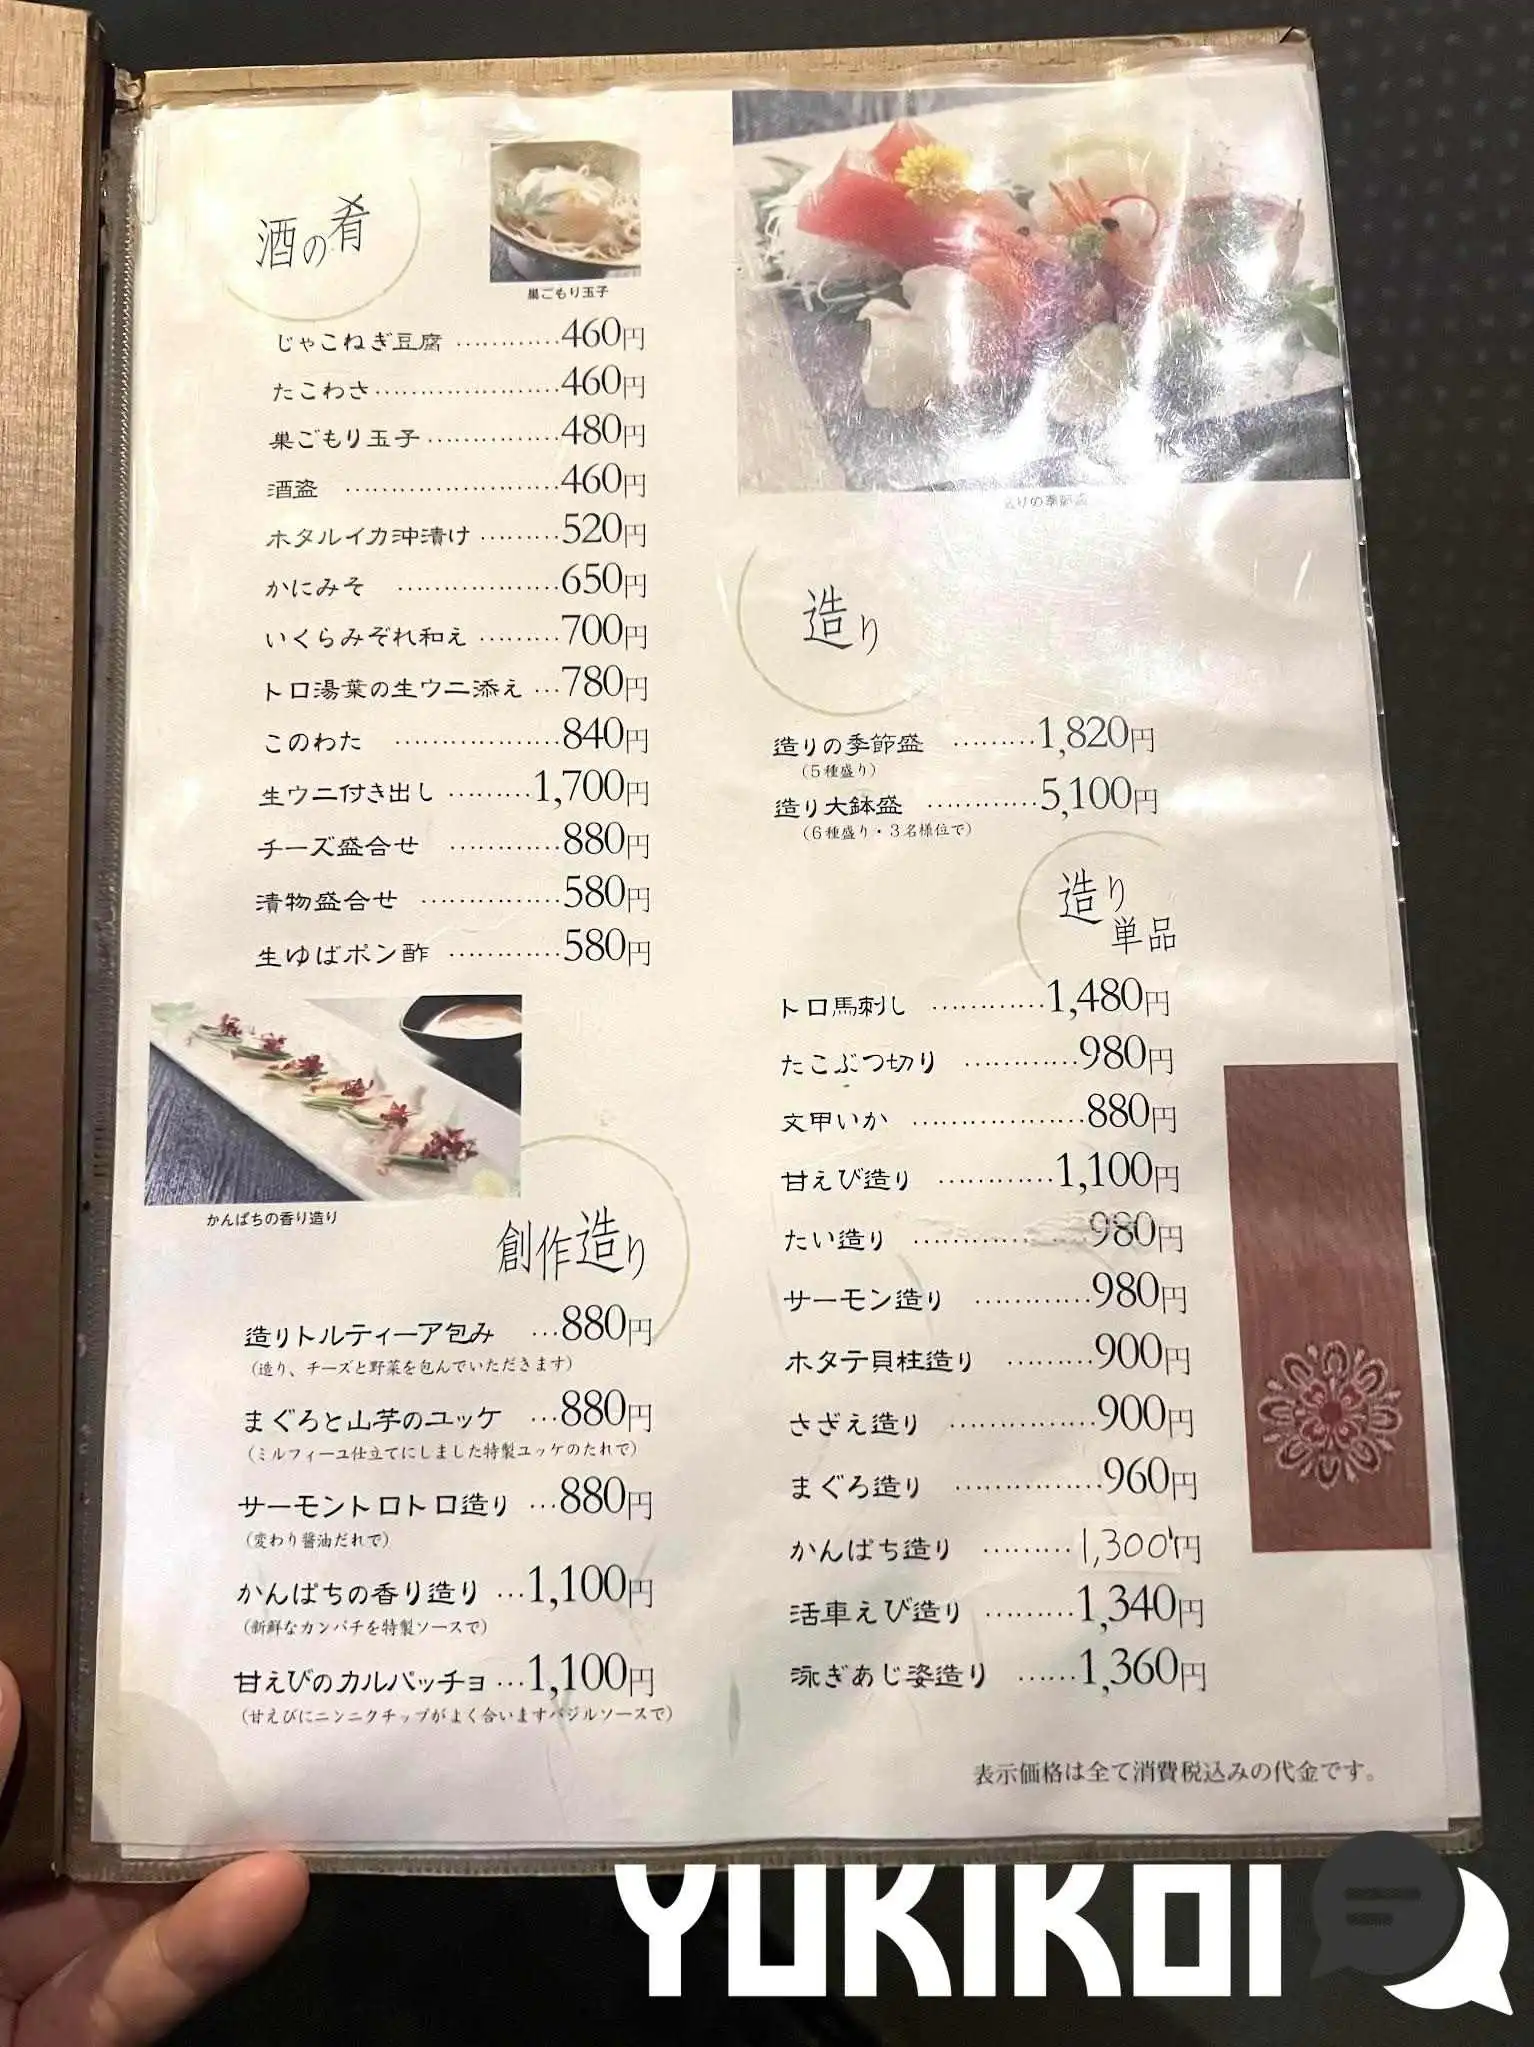 酒の肴
巣ごもり玉子
じゃこねぎ豆腐 …………460円
たこわさ…………………460円
巣ごもり玉子……………480円
酒盗 ……………………460円
ホタルイカ沖漬け ………520円
かにみそ ………………650円
いくらみぞれ和え ………700円
トロ湯葉の生ウニ添え …780円
このわた ………………840円
生ウニ付き出し ………1,700円
チーズ盛合せ …………880円
漬物盛合せ ……………580円
生ゆばポン酢 …………580円
かんぱちの香り造り
創作造り
造りトルティーア包み …880円
(造り、チーズと野菜を包んでいただきます)
まぐろと山芋のユッケ …880円
(ミルフィーユ仕立てにしました特製ユッケのたれで)
サーモントロトロ造り …880円
(変わり醤油だれで)
かんぱちの香り造り …1,100円
(新鮮なカンパチを特製ソースで)
甘えびのカルパッチョ …1,100円
(甘えびにニンニクチップがよく合いますバジルソースで)
造りの季節盛
造り
造りの季節盛 ………1,820円
(5種盛り)
造り大鉢盛 …………5,100円
(6種盛り・3名様位で)
造り
単品
トロ馬刺し …………1,480円
たこぶつ切り …………980円
文甲いか ………………880円
甘えび造り …………1,100円
たい造り ………………980円
サーモン造り …………980円
ホタテ貝柱造り ………900円
さざえ造り ……………900円
まぐろ造り ……………960円
かんぱち造り ………1,300円
活車えび造り ………1,340円
泳ぎあじ姿造り ……1,360円
表示価格は全て消費税込みの代金です。
YUKIKOI